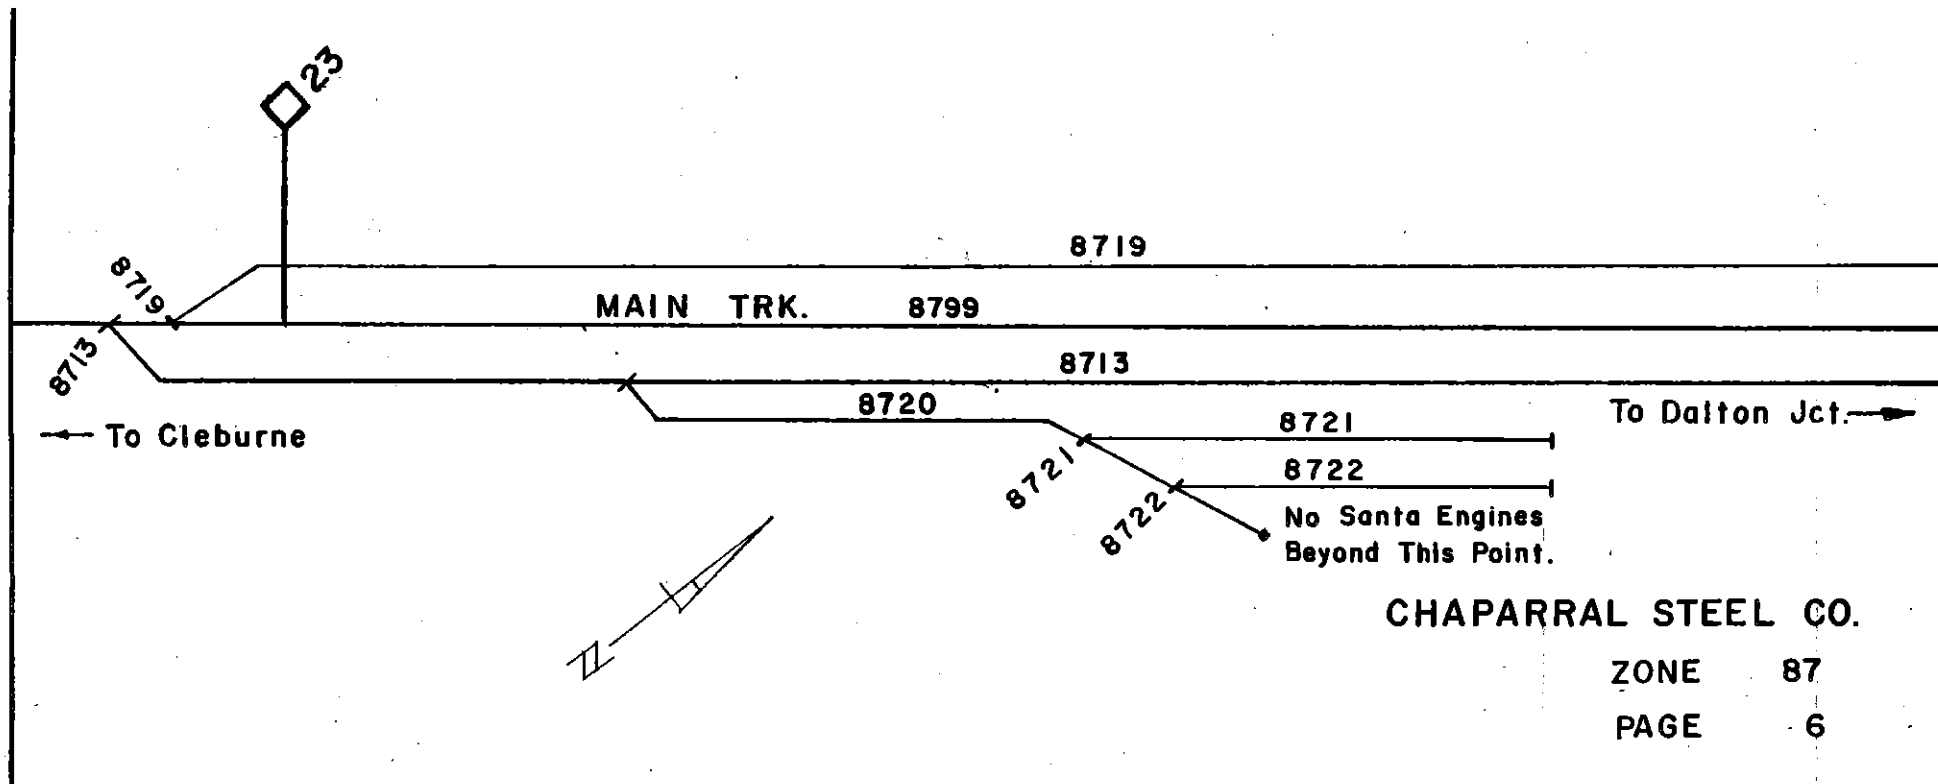 23
8719
8719
MAIN TRK. 8799
8713
8713
8720
To Dalton Jct.
To Cleburne
8721
8721
8722
8722
No Santa Engines
Beyond This Point.
N
CHAPARRAL STEEL CO.
ZONE 87
PAGE 6